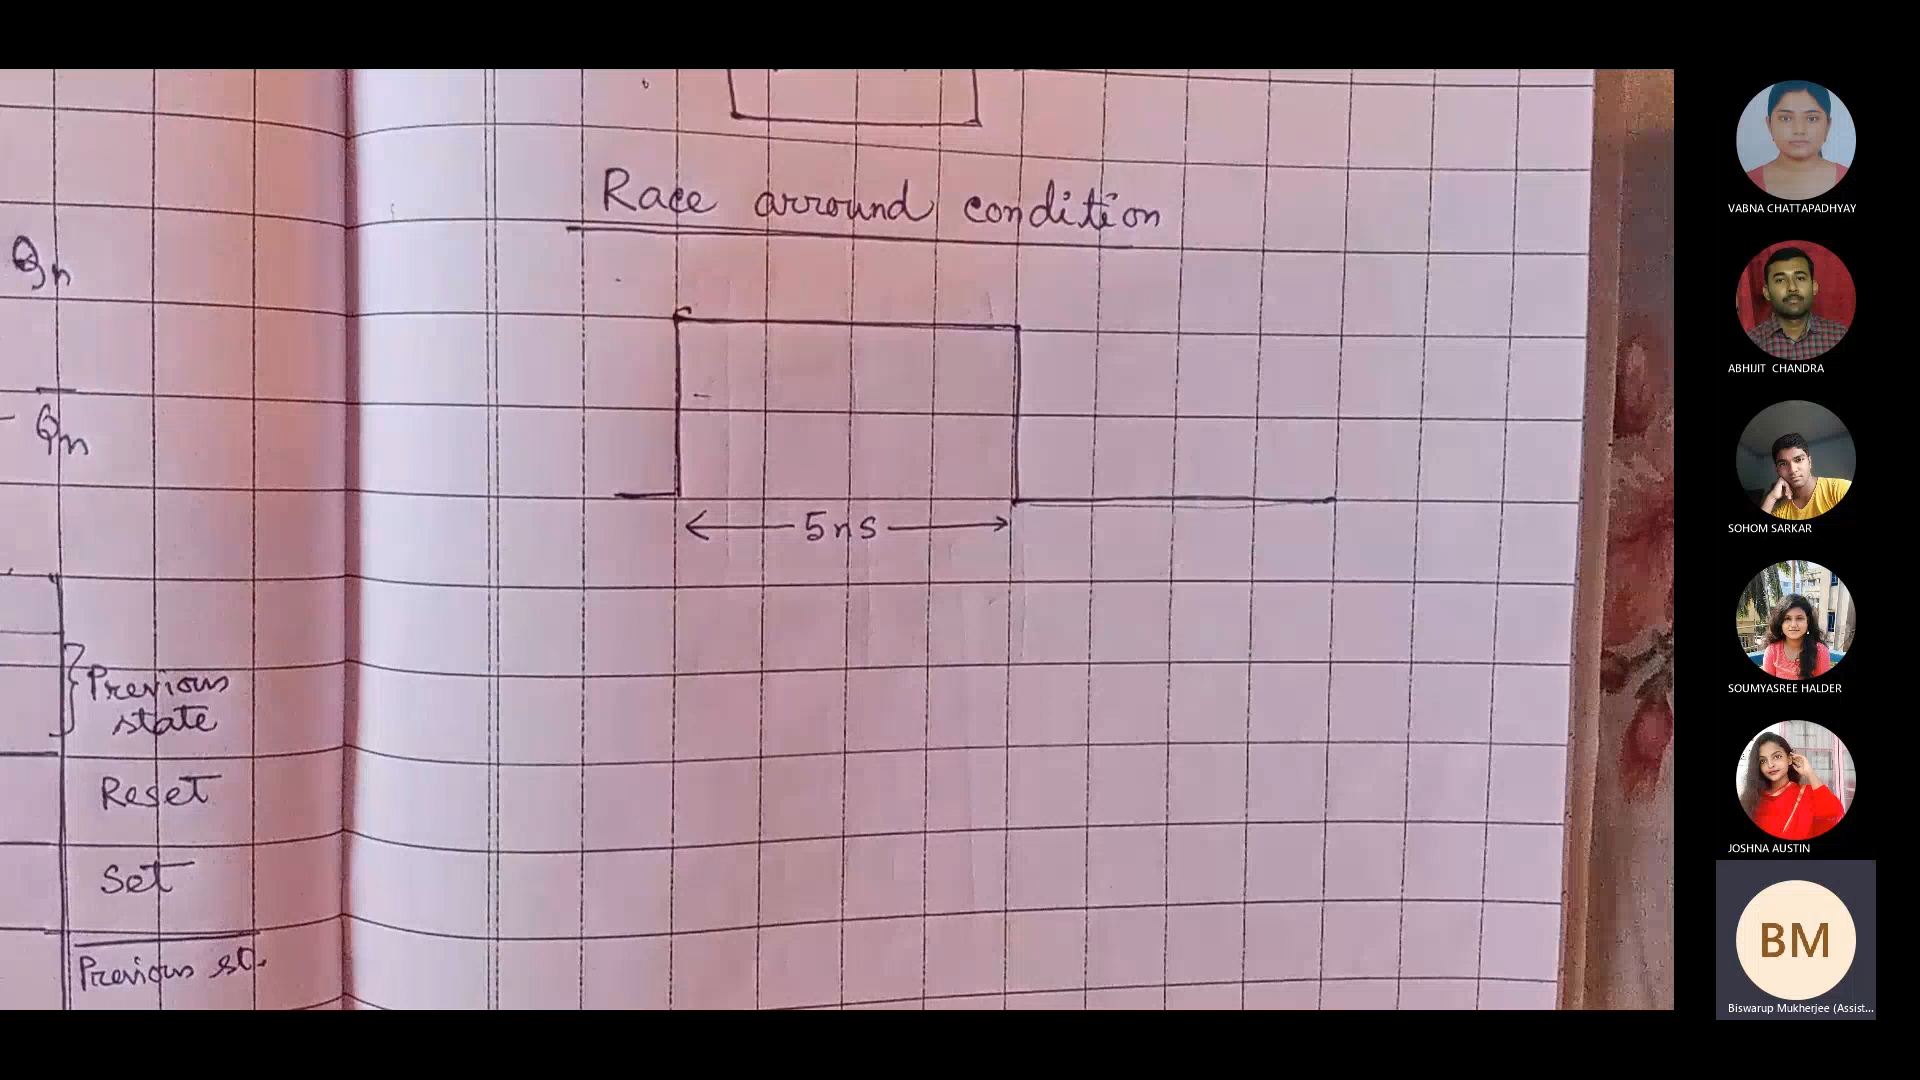 Race arround condition
Qn
Qn
5ns
Previous
state
Reset
Set
Previous st.
VABNA CHATTAPADHYAY
ABHIJIT CHANDRA
SOHOM SARKAR
SOUMYASREE HALDER
JOSHNA AUSTIN
BM
Biswarup Mukherjee (Assist...